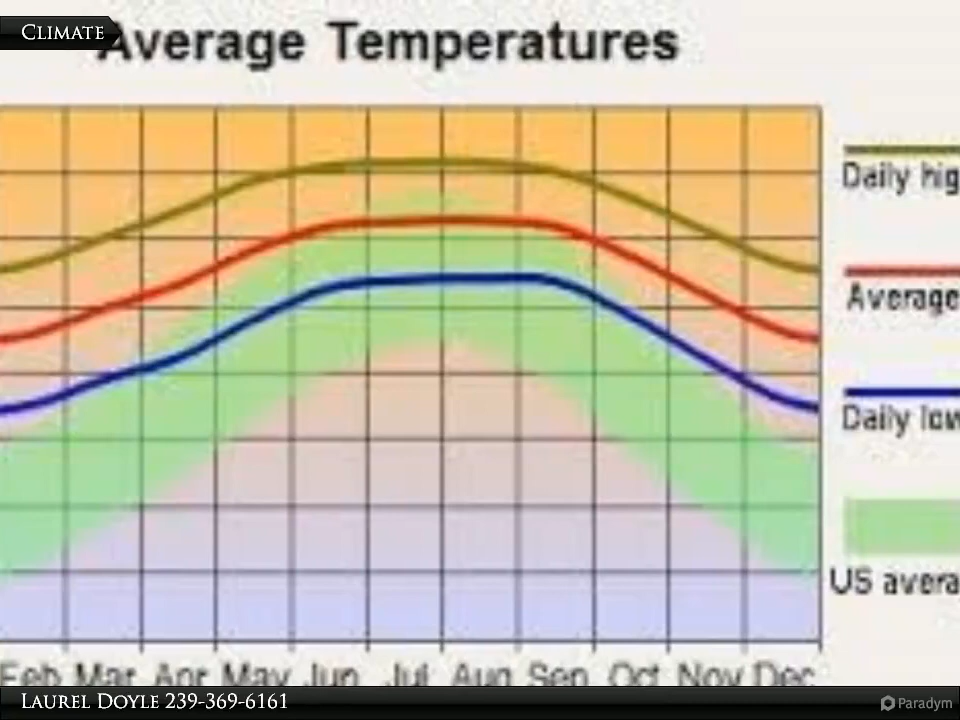 CLIMATE
Average Temperatures
Daily hig
Average
Daily low
US avera
Feb Mar Apr May Jun Jul Aug Sep Oct Nov Dec
LAUREL DOYLE 239-369-6161
Paradym